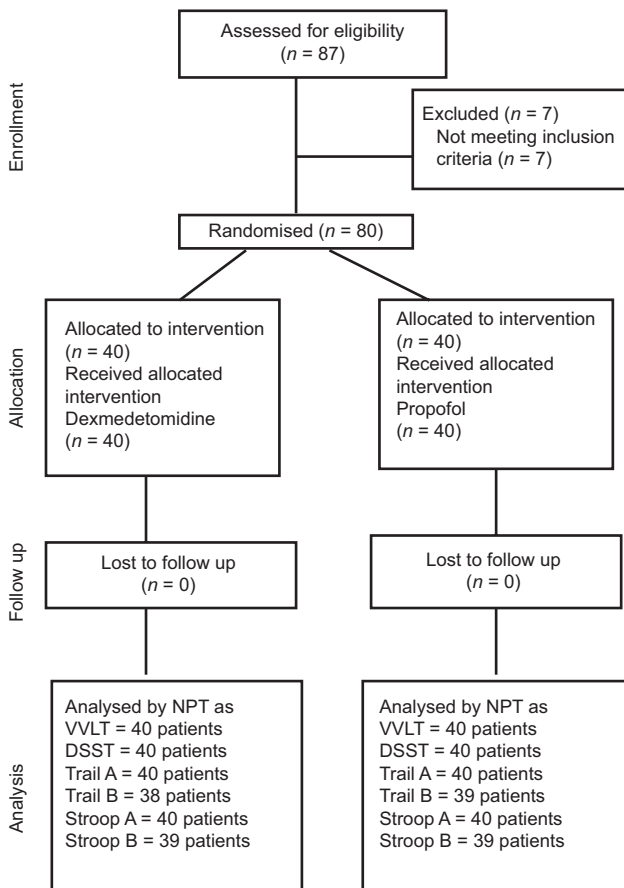 Enrollment
Assessed for eligibility
(n = 87)
Excluded (n = 7)
Not meeting inclusion
criteria (n = 7)
Randomised (n = 80)
Allocation
Allocated to intervention
(n = 40)
Received allocated
intervention
Dexmedetomidine
(n = 40)
Allocated to intervention
(n = 40)
Received allocated
intervention
Propofol
(n = 40)
Follow up
Lost to follow up
(n = 0)
Lost to follow up
(n = 0)
Analysis
Analysed by NPT as
VVLT = 40 patients
DSST = 40 patients
Trail A = 40 patients
Trail B = 38 patients
Stroop A = 40 patients
Stroop B = 39 patients
Analysed by NPT as
VVLT = 40 patients
DSST = 40 patients
Trail A = 40 patients
Trail B = 39 patients
Stroop A = 40 patients
Stroop B = 39 patients